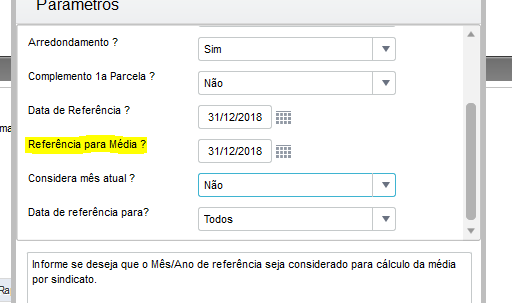 Parâmetros
Arredondamento ?
Sim
Complemento 1a Parcela ?
Não
Data de Referência ?
31/12/2018
Referência para Média ?
31/12/2018
Considera mês atual ?
Não
Data de referência para?
Todos
Informe se deseja que o Mês/Ano de referência seja considerado para cálculo da média
por sindicato.